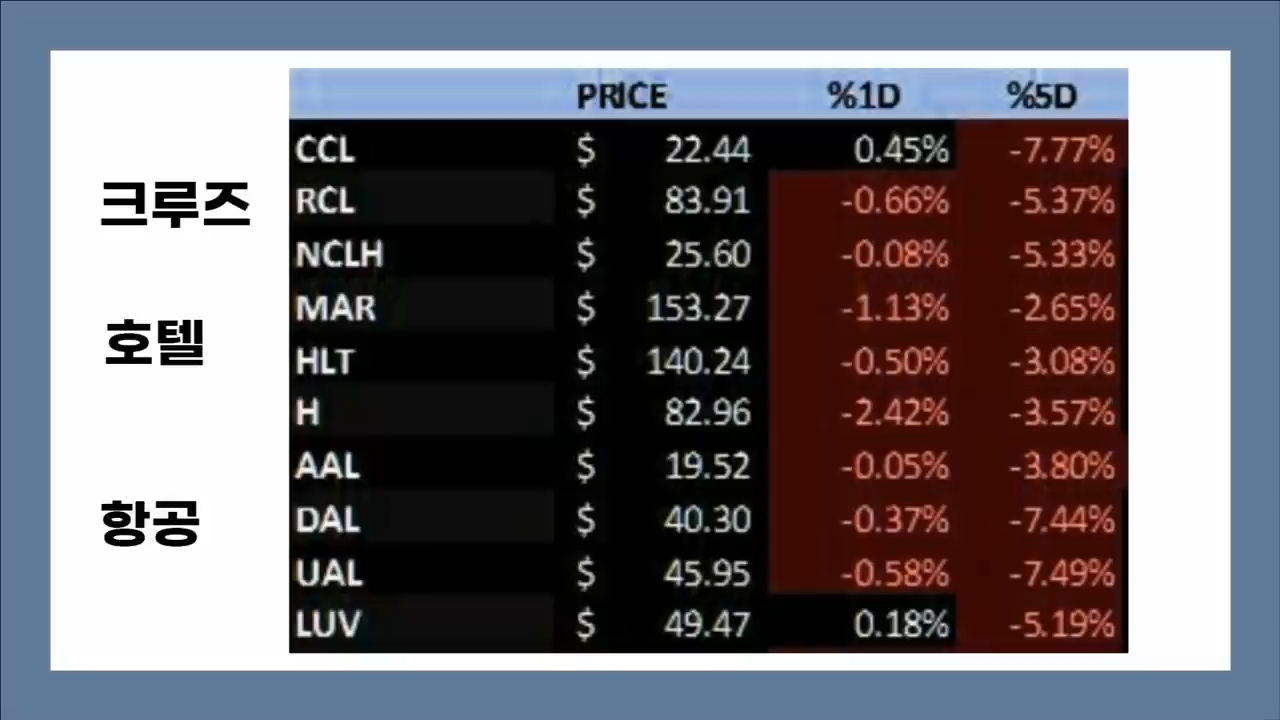 PRICE %1D %5D
CCL $ 22.44 0.45% -7.77%
크루즈 RCL $ 83.91 -0.66% -5.37%
NCLH $ 25.60 -0.08% -5.33%
MAR $ 153.27 -1.13% -2.65%
호텔 HLT $ 140.24 -0.50% -3.08%
H $ 82.96 -2.42% -3.57%
AAL $ 19.52 -0.05% -3.80%
항공 DAL $ 40.30 -0.37% -7.44%
UAL $ 45.95 -0.58% -7.49%
LUV $ 49.47 0.18% -5.19%